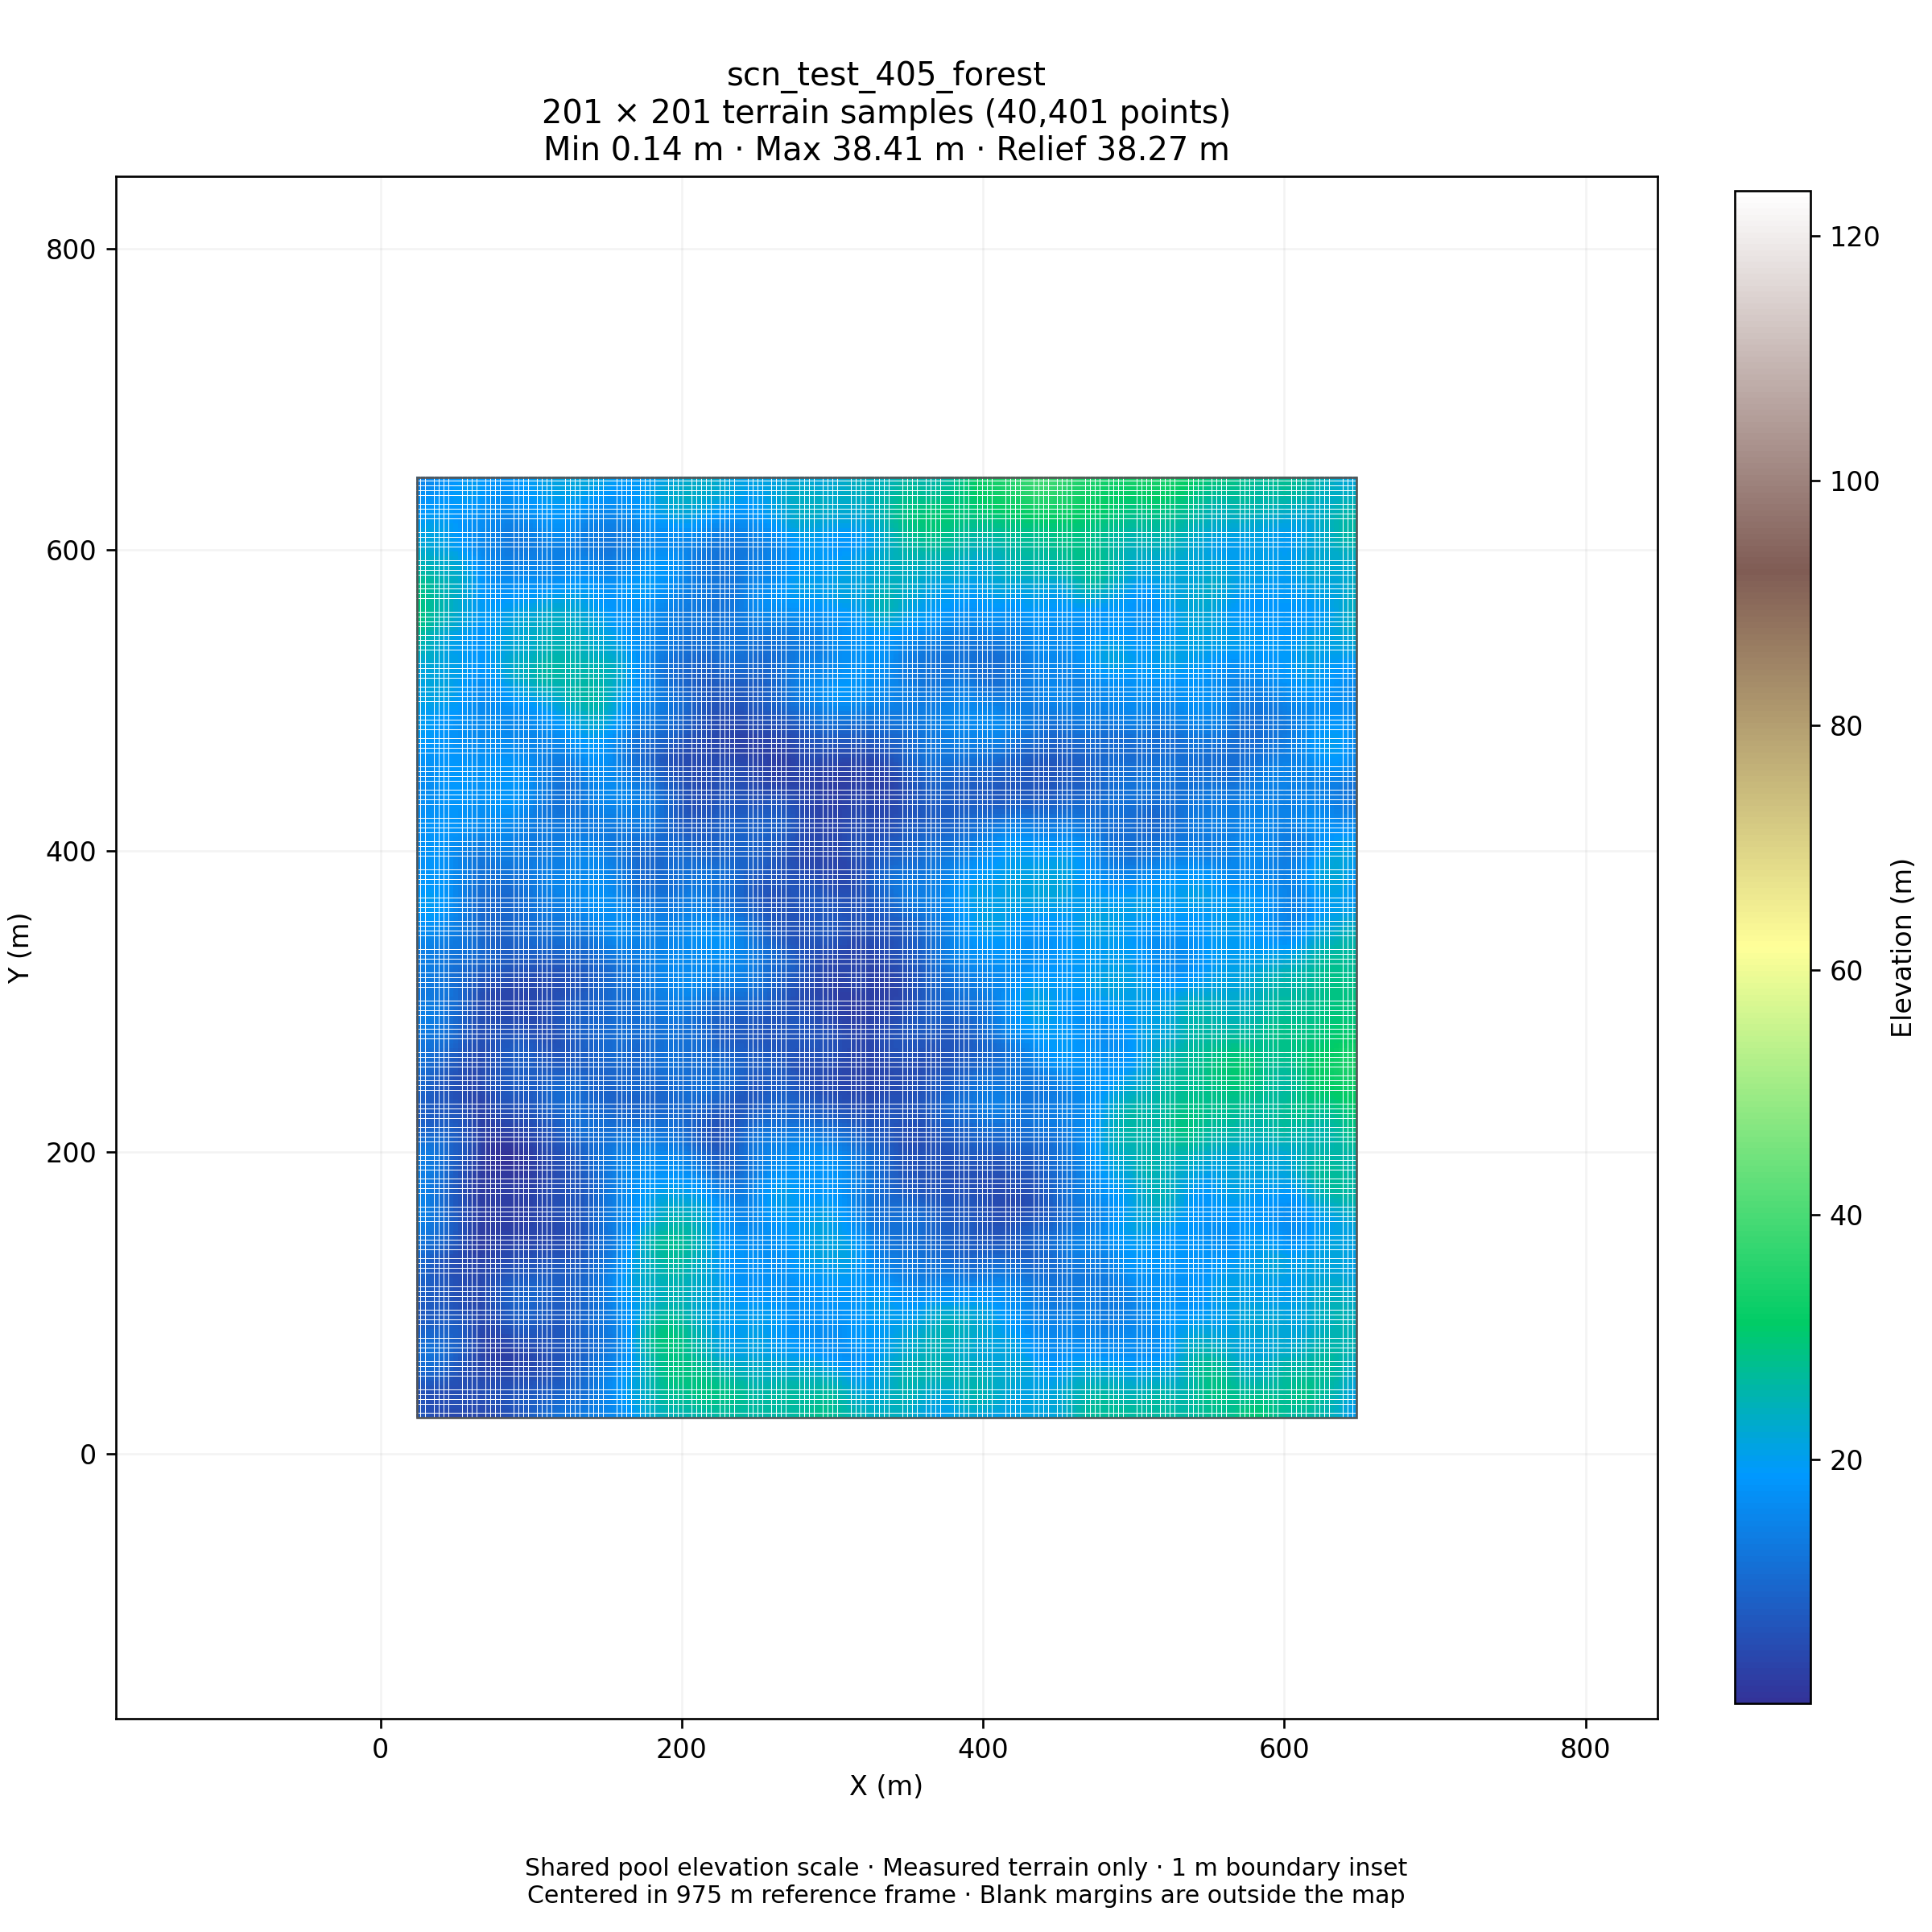 scn_test_405_forest
201 × 201 terrain samples (40,401 points)
Min 0.14 m · Max 38.41 m · Relief 38.27 m
800
600
400
200
0
Y (m)
0
200
400
600
800
X (m)
120
100
80
60
40
20
Elevation (m)
Shared pool elevation scale · Measured terrain only · 1 m boundary inset
Centered in 975 m reference frame · Blank margins are outside the map